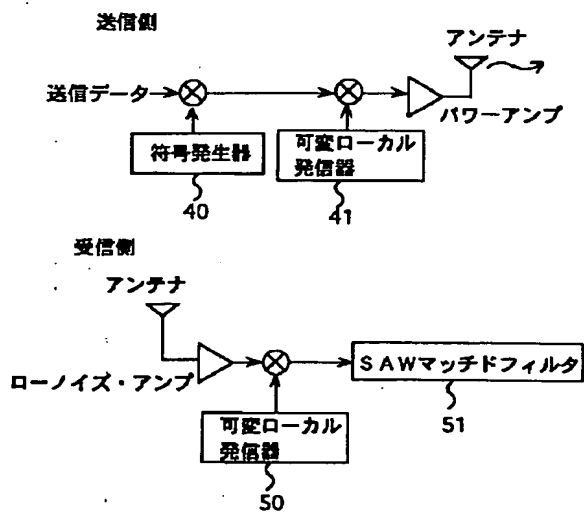 送信側
アンテナ
送信データ
パワーアンプ
符号発生器
可変ローカル
発信器
40
41
受信側
アンテナ
ローノイズ・アンプ
SAWマッチドフィルタ
可変ローカル
発信器
51
50